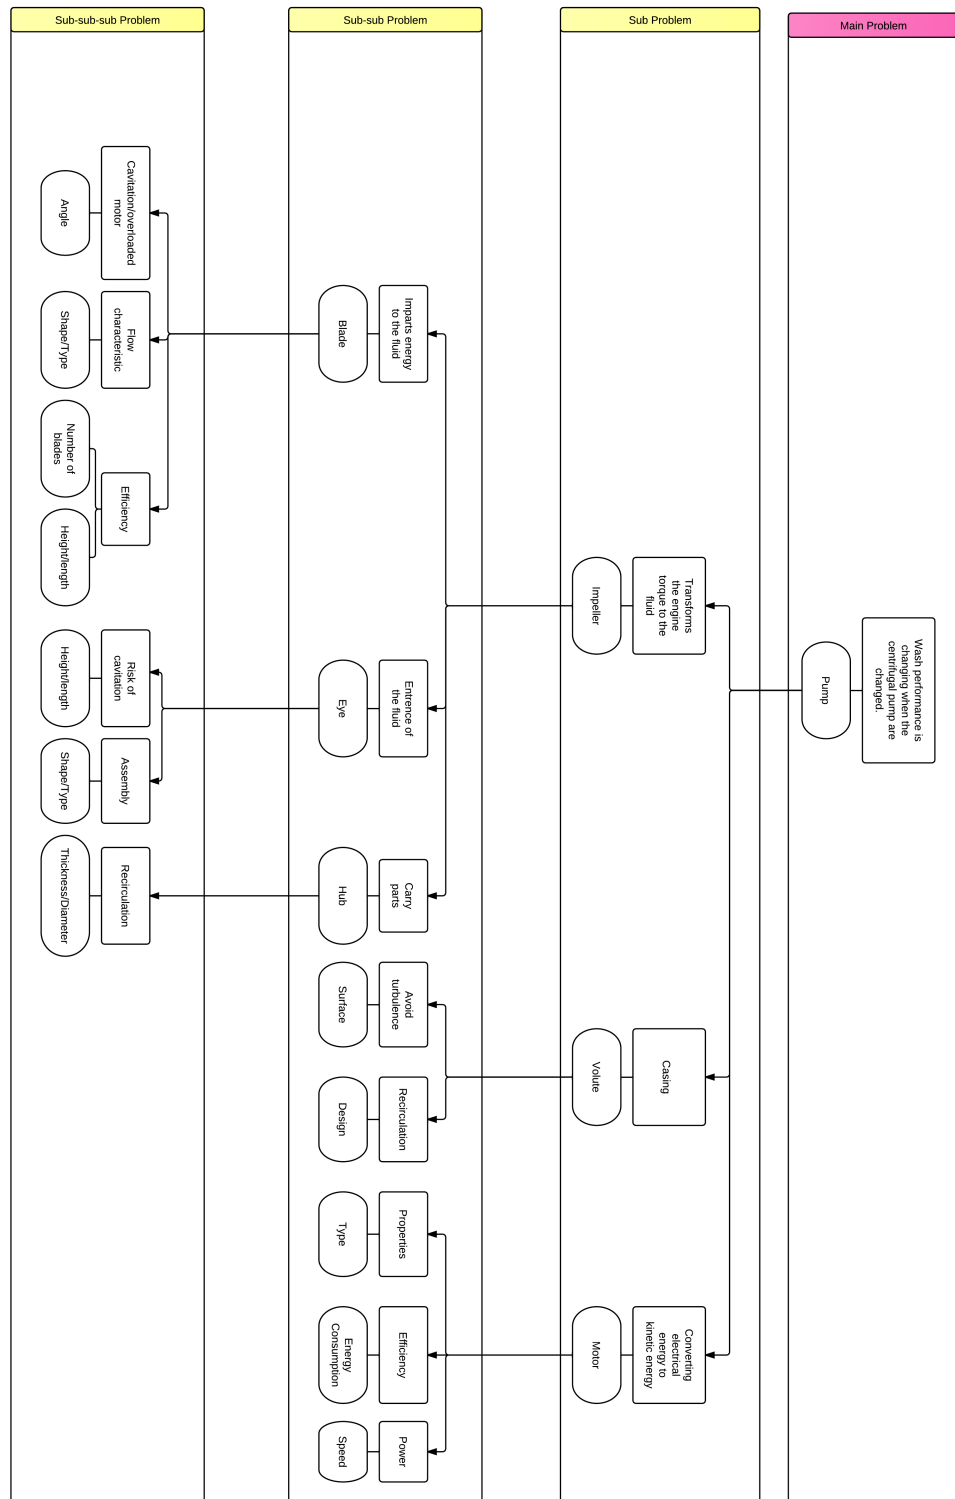 Sub-sub-sub Problem
Sub-sub Problem
Sub Problem
Main Problem
Wash performance is
changing when the
centrifugal pump are
changed.
Pump
Transforms
the engine
torque to the
fluid
Impeller
Casing
Volute
Converting
electrical
energy to
kinetic energy
Motor
Imparts energy
to the fluid
Blade
Entrence of
the fluid
Eye
Carry
parts
Hub
Avoid
turbulence
Surface
Recirculation
Design
Properties
Type
Efficiency
Energy
Consumption
Power
Speed
Cavitation/overloaded
motor
Angle
Flow
characteristic
Shape/Type
Efficiency
Number of
blades
Height/length
Risk of
cavitation
Height/length
Assembly
Shape/Type
Recirculation
Thickness/Diameter